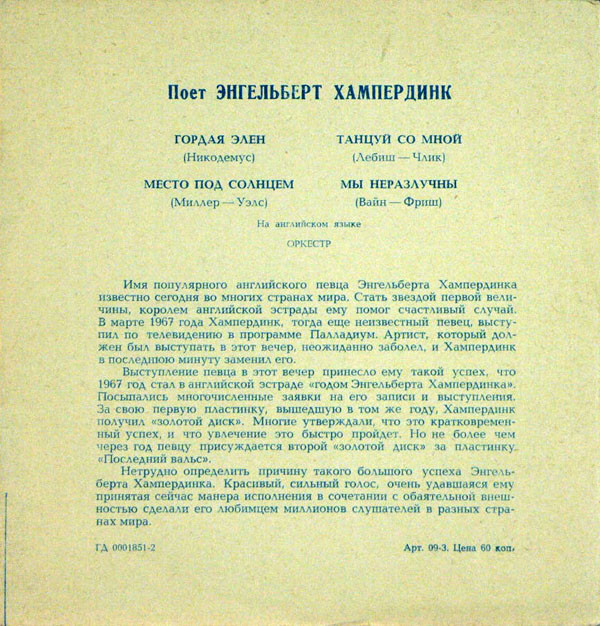 Поет ЭНГЕЛЬБЕРТ ХАМПЕРДИНК
ГОРДАЯ ЭЛЕН
(Никодемус)
ТАНЦУЙ СО МНОЙ
(Лебиш — Члик)
МЕСТО ПОД СОЛНЦЕМ
(Миллер — Уэлс)
МЫ НЕРАЗЛУЧНЫ
(Вайн — Фриш)
На английском языке
ОРКЕСТР
Имя популярного английского певца Энгельберта Хампердинка
известно сегодня во многих странах мира. Стать звездой первой вели-
чины, королем английской эстрады ему помог счастливый случай.
В марте 1967 года Хампердинк, тогда еще неизвестный певец, высту-
пил по телевидению в программе Палладиум. Артист, который дол-
жен был выступать в этот вечер, неожиданно заболел, и Хампердинк
в последнюю минуту заменил его.
Выступление певца в этот вечер принесло ему такой успех, что
1967 год стал в английской эстраде «годом Энгельберта Хампердинка».
Посыпались многочисленные заявки на его записи и выступления.
За свою первую пластинку, вышедшую в том же году, Хампердинк
получил «золотой диск». Многие утверждали, что это кратковремен-
ный успех, и что увлечение это быстро пройдет. Но не более чем
через год певцу присуждается второй «золотой диск» за пластинку
«Последний вальс».
Нетрудно определить причину такого большого успеха Энгель-
берта Хампердинка. Красивый, сильный голос, очень удавшаяся ему
принятая сейчас манера исполнения в сочетании с обаятельной внеш-
ностью сделали его любимцем миллионов слушателей в разных стра-
нах мира.
ГД 0001851-2
Арт. 09-3. Цена 60 коп.